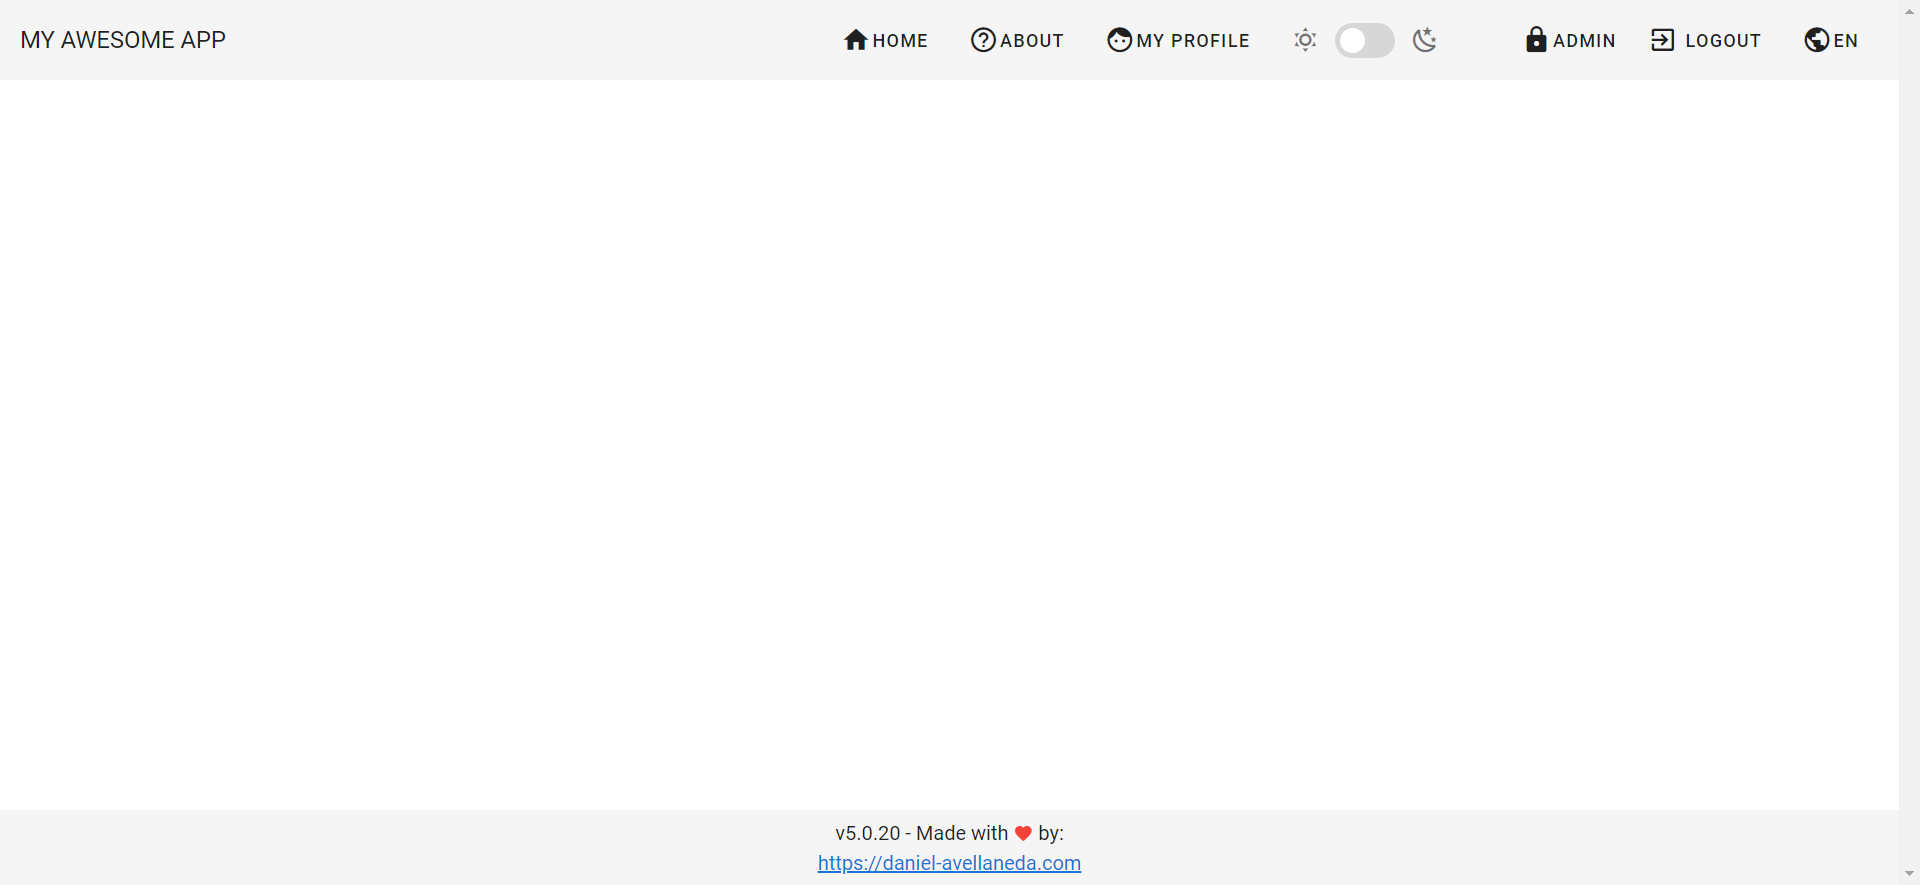 MY AWESOME APP
HOME
ABOUT
MY PROFILE
ADMIN
LOGOUT
EN
v5.0.20 - Made with ❤ by:
https://daniel-avellaneda.com